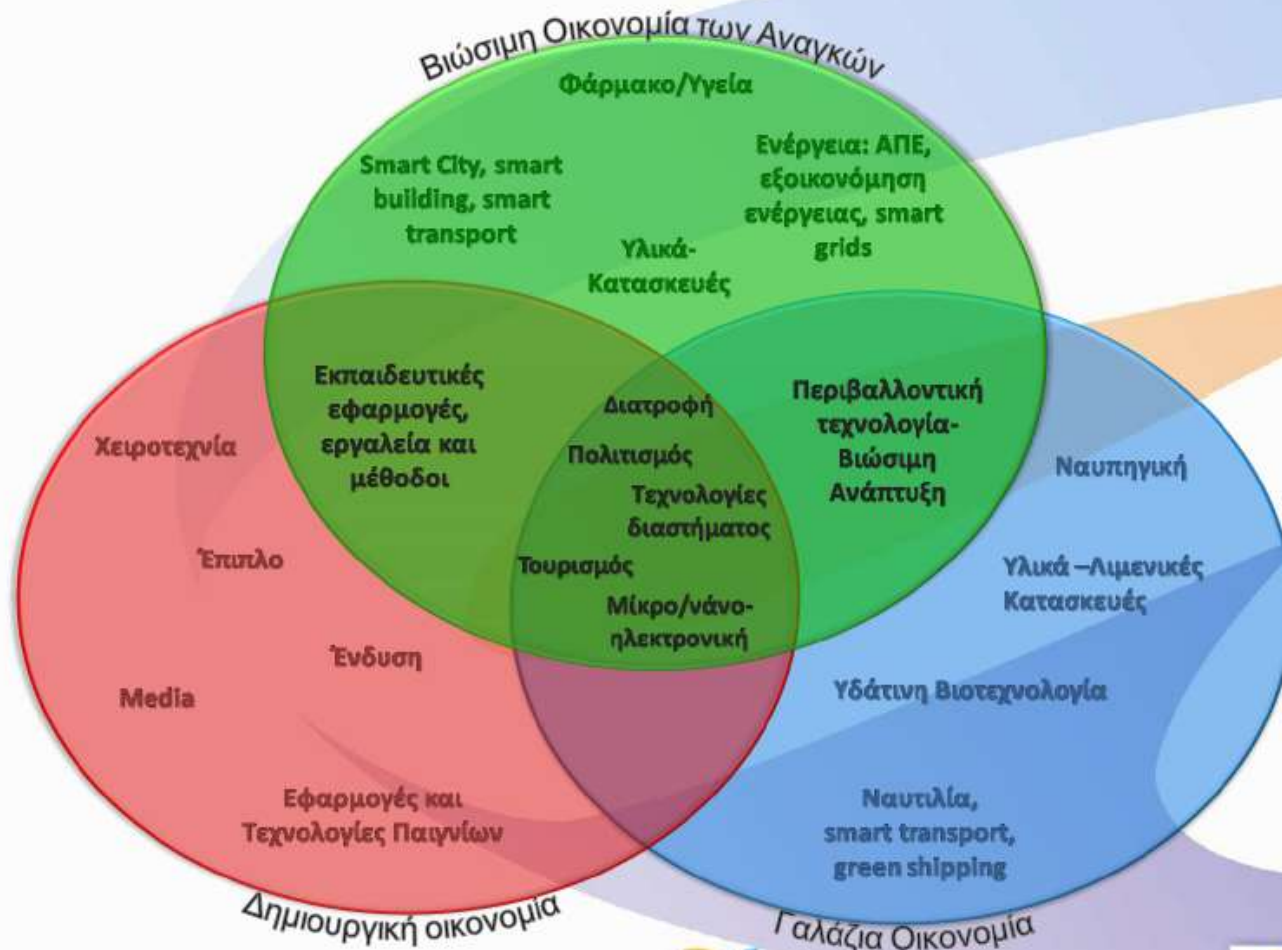 Βιώσιμη Οικονομία των Αναγκών
Φάρμακο/Υγεία
Smart City, smart
building, smart
transport
Ενέργεια: ΑΠΕ,
εξοικονόμηση
ενέργειας, smart
grids
Υλικά-
Κατασκευές
Εκπαιδευτικές
εφαρμογές,
εργαλεία και
μέθοδοι
Διατροφή
Πολιτισμός
Τεχνολογίες
διαστήματος
Τουρισμός
Μίκρο/νάνο-
ηλεκτρονική
Περιβαλλοντική
τεχνολογία-
Βιώσιμη
Ανάπτυξη
Χειροτεχνία
Έπιπλο
Ένδυση
Media
Εφαρμογές και
Τεχνολογίες Παιγνίων
Ναυπηγική
Υλικά –Λιμενικές
Κατασκευές
Υδάτινη Βιοτεχνολογία
Ναυτιλία,
smart transport,
green shipping
Δημιουργική οικονομία
Γαλάζια Οικονομία